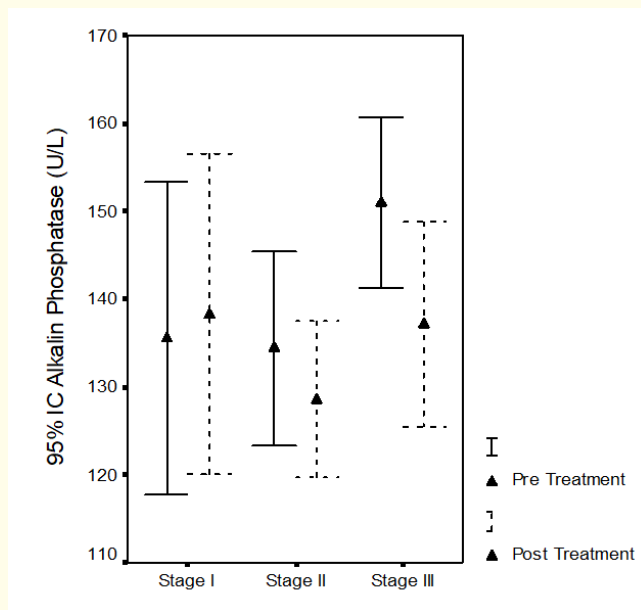 95% IC Alkalin Phosphatase (U/L)
170
160
150
140
130
120
110
Stage I
Stage II
Stage III
Pre Treatment
Post Treatment